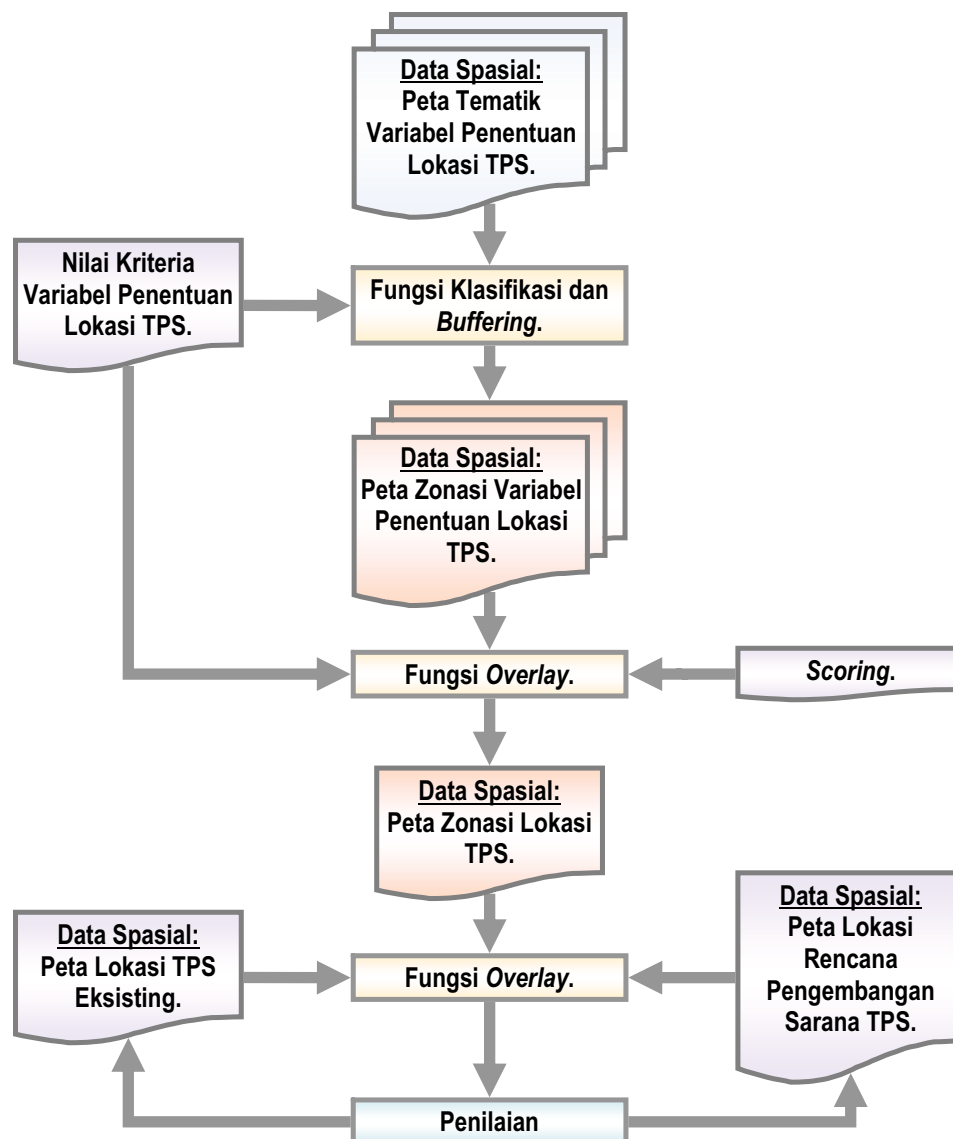 Data Spasial:
Peta Tematik
Variabel Penentuan
Lokasi TPS.
Nilai Kriteria
Variabel Penentuan
Lokasi TPS.
Fungsi Klasifikasi dan
Buffering.
Data Spasial:
Peta Zonasi Variabel
Penentuan Lokasi
TPS.
Fungsi Overlay.
Scoring.
Data Spasial:
Peta Zonasi Lokasi
TPS.
Data Spasial:
Peta Lokasi TPS
Eksisting.
Fungsi Overlay.
Data Spasial:
Peta Lokasi
Rencana
Pengembangan
Sarana TPS.
Penilaian